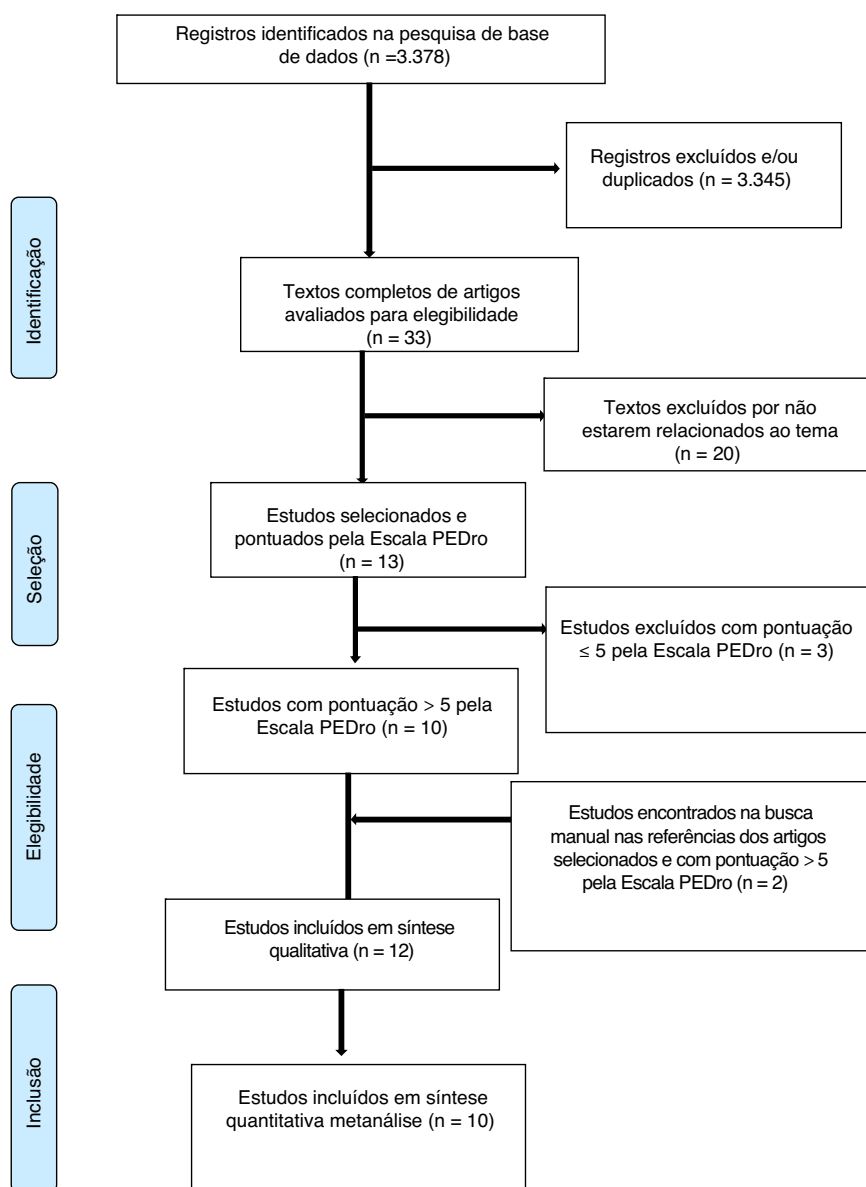 Registros identificados na pesquisa de base
de dados (n =3.378)
Registros excluídos e/ou
duplicados (n = 3.345)
Identificação
Textos completos de artigos
avaliados para elegibilidade
(n = 33)
Textos excluídos por não
estarem relacionados ao tema
(n = 20)
Seleção
Estudos selecionados e
pontuados pela Escala PEDro
(n = 13)
Estudos excluídos com pontuação
≤ 5 pela Escala PEDro (n = 3)
Elegibilidade
Estudos com pontuação > 5 pela
Escala PEDro (n = 10)
Estudos encontrados na busca
manual nas referências dos artigos
selecionados e com pontuação > 5
pela Escala PEDro (n = 2)
Estudos incluídos em síntese
qualitativa (n = 12)
Inclusão
Estudos incluídos em síntese
quantitativa metanálise (n = 10)